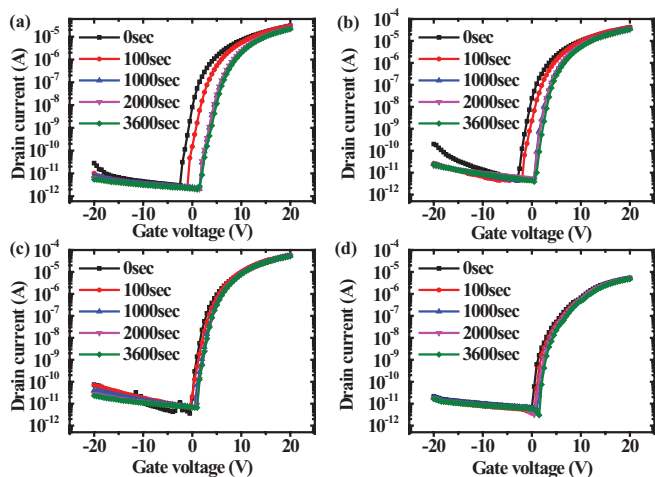 (a)
Drain current (A)
10⁻⁵
10⁻⁶
10⁻⁷
10⁻⁸
10⁻⁹
10⁻¹⁰
10⁻¹¹
10⁻¹²
0sec
100sec
1000sec
2000sec
3600sec
-20 -10 0 10 20
Gate voltage (V)
(b)
Drain current (A)
10⁻⁴
10⁻⁵
10⁻⁶
10⁻⁷
10⁻⁸
10⁻⁹
10⁻¹⁰
10⁻¹¹
10⁻¹²
0sec
100sec
1000sec
2000sec
3600sec
-20 -10 0 10 20
Gate voltage (V)
(c)
Drain current (A)
10⁻⁴
10⁻⁵
10⁻⁶
10⁻⁷
10⁻⁸
10⁻⁹
10⁻¹⁰
10⁻¹¹
10⁻¹²
0sec
100sec
1000sec
2000sec
3600sec
-20 -10 0 10 20
Gate voltage (V)
(d)
Drain current (A)
10⁻⁴
10⁻⁵
10⁻⁶
10⁻⁷
10⁻⁸
10⁻⁹
10⁻¹⁰
10⁻¹¹
10⁻¹²
0sec
100sec
1000sec
2000sec
3600sec
-20 -10 0 10 20
Gate voltage (V)